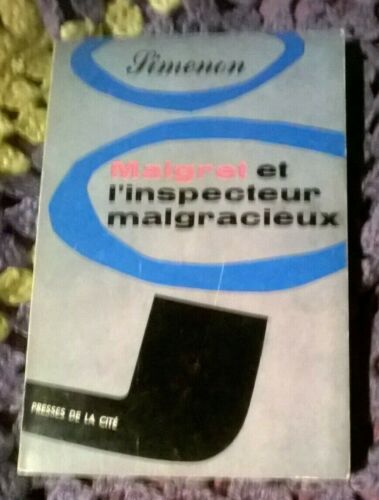 Simenon
Maigret et
l'inspecteur
malgracieux
PRESSES DE LA CITÉ